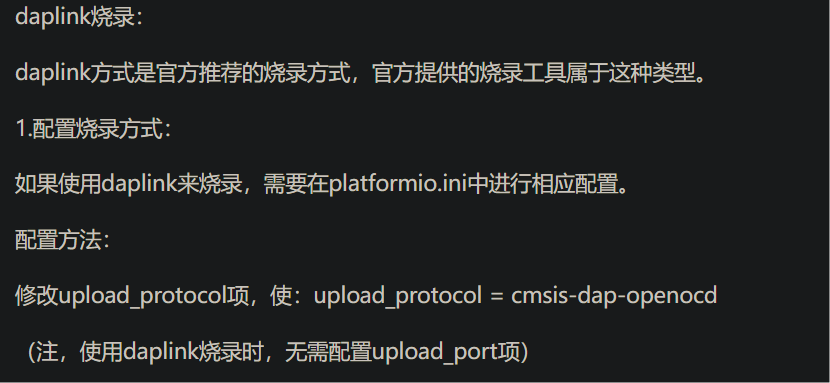 daplink烧录：
daplink方式是官方推荐的烧录方式，官方提供的烧录工具属于这种类型。
1.配置烧录方式：
如果使用daplink来烧录，需要在platformio.ini中进行相应配置。
配置方法：
修改upload_protocol项，使：upload_protocol = cmsis-dap-openocd
（注，使用daplink烧录时，无需配置upload_port项）